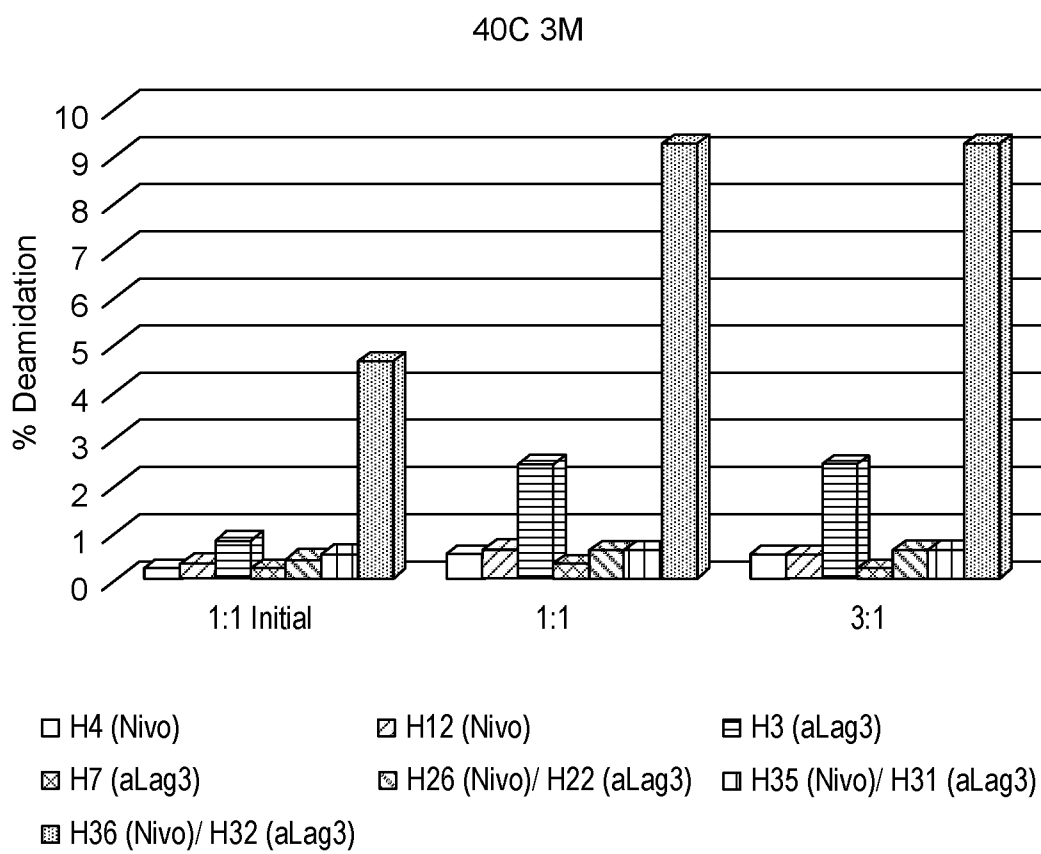 40C 3M
% Deamidation
10
9
8
7
6
5
4
3
2
1
0
1:1 Initial 1:1 3:1
H4 (Nivo) H12 (Nivo) H3 (aLag3)
H7 (aLag3) H26 (Nivo)/ H22 (aLag3) H35 (Nivo)/ H31 (aLag3)
H36 (Nivo)/ H32 (aLag3)